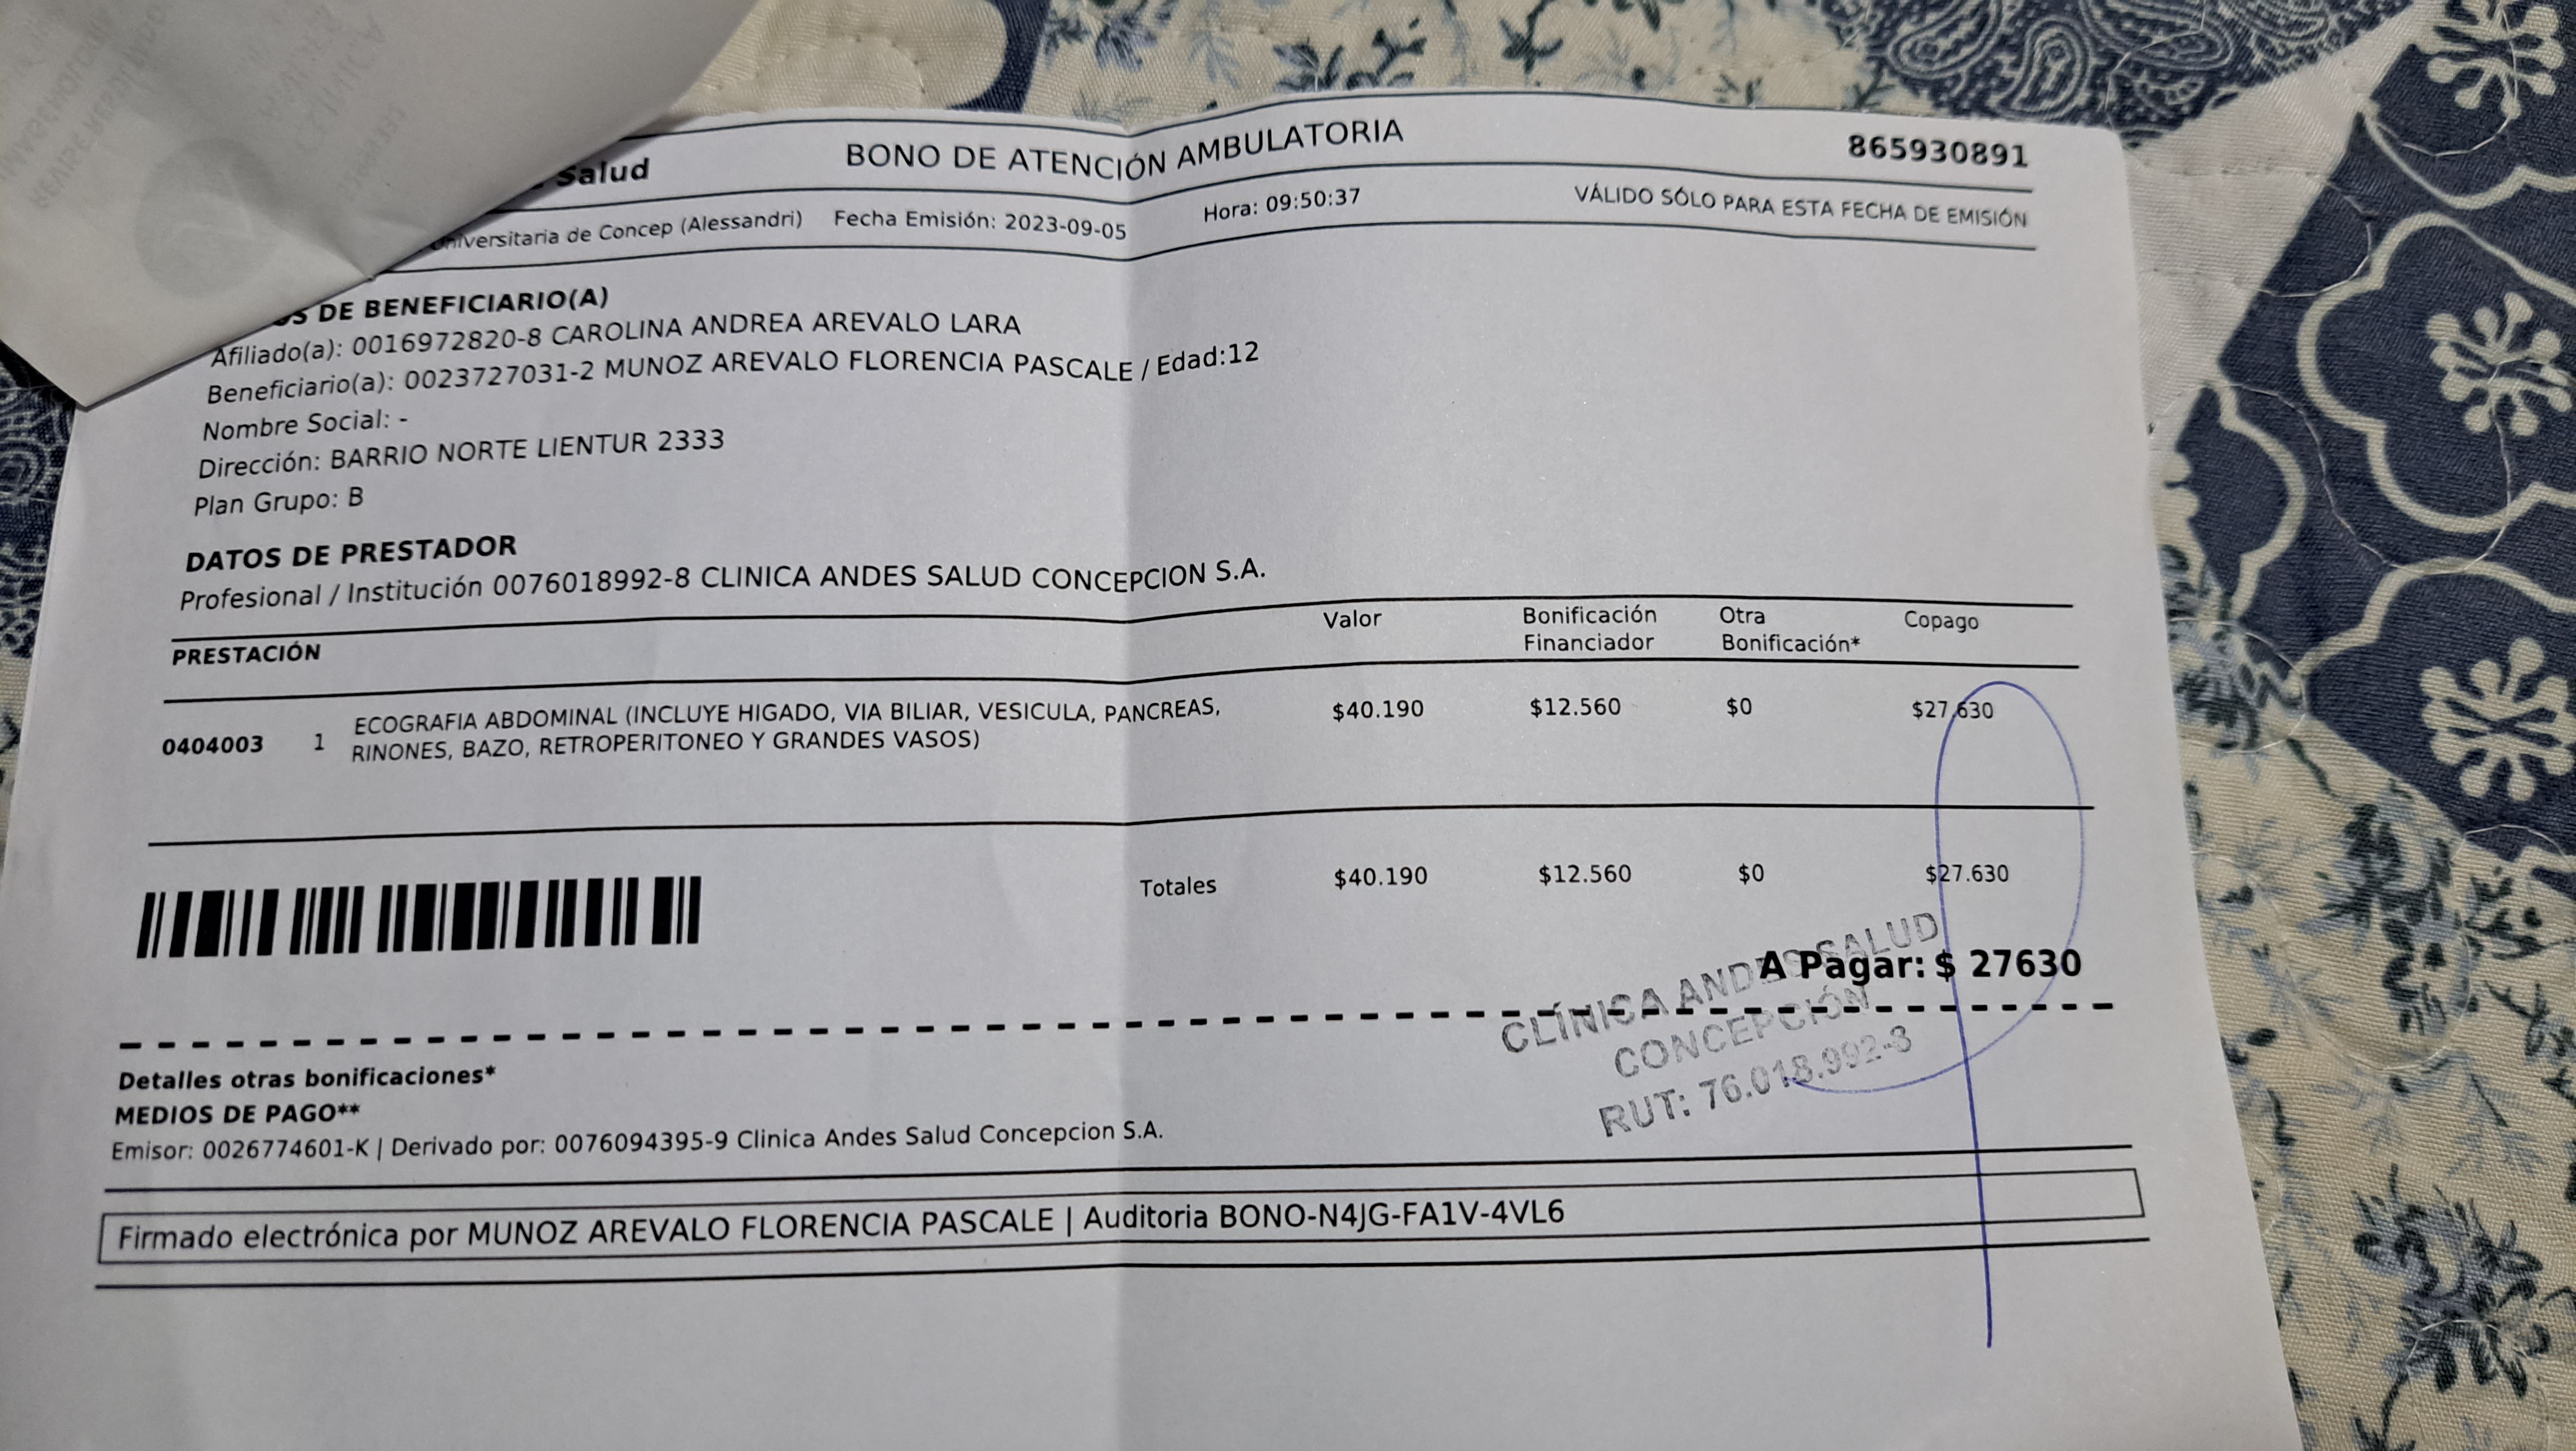 Salud
BONO DE ATENCIÓN AMBULATORIA
865930891
Universitaria de Concep (Alessandri) Fecha Emisión: 2023-09-05 Hora: 09:50:37 VÁLIDO SÓLO PARA ESTA FECHA DE EMISIÓN
DE BENEFICIARIO(A)
Afiliado(a): 0016972820-8 CAROLINA ANDREA AREVALO LARA
Beneficiario(a): 0023727031-2 MUNOZ AREVALO FLORENCIA PASCALE / Edad:12
Nombre Social: -
Dirección: BARRIO NORTE LIENTUR 2333
Plan Grupo: B
DATOS DE PRESTADOR
Profesional / Institución 0076018992-8 CLINICA ANDES SALUD CONCEPCION S.A.
PRESTACIÓN Valor Bonificación Financiador Otra Bonificación* Copago
0404003 1 ECOGRAFIA ABDOMINAL (INCLUYE HIGADO, VIA BILIAR, VESICULA, PANCREAS, $40.190 $12.560 $0 $27.630
RINONES, BAZO, RETROPERITONEO Y GRANDES VASOS)
Totales $40.190 $12.560 $0 $27.630
A Pagar: $ 27630
CLÍNICA ANDES SALUD
CONCEPCIÓN
RUT: 76.018.992-8
Detalles otras bonificaciones*
MEDIOS DE PAGO**
Emisor: 0026774601-K | Derivado por: 0076094395-9 Clinica Andes Salud Concepcion S.A.
Firmado electrónica por MUNOZ AREVALO FLORENCIA PASCALE | Auditoria BONO-N4JG-FA1V-4VL6